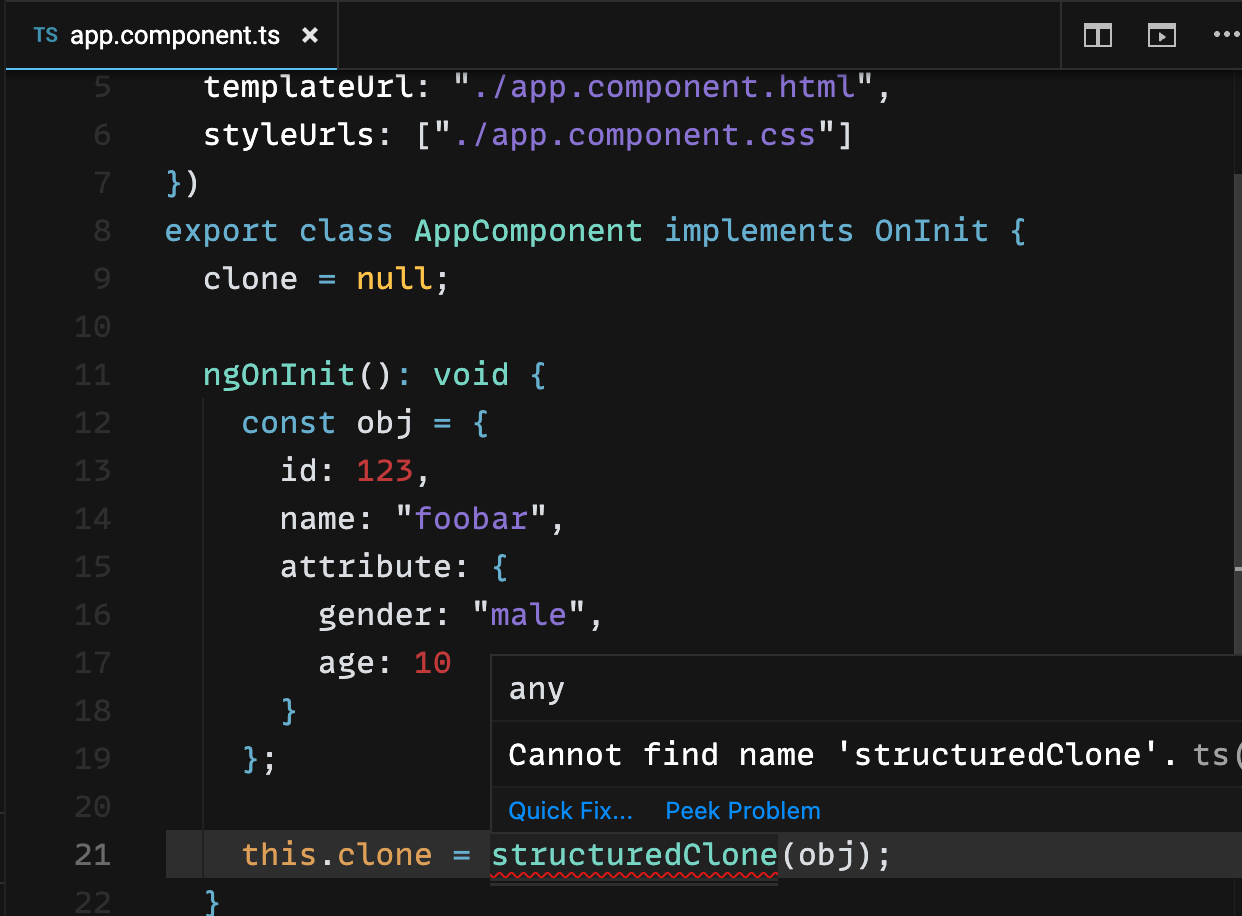 TS app.component.ts ×
5 templateUrl: "./app.component.html",
6 styleUrls: ["./app.component.css"]
7 })
8 export class AppComponent implements OnInit {
9 clone = null;
10
11 ngOnInit(): void {
12 const obj = {
13 id: 123,
14 name: "foobar",
15 attribute: {
16 gender: "male",
17 age: 10
18 }
any
19 };
Cannot find name 'structuredClone'. ts(
20
Quick Fix... Peek Problem
21 this.clone = structuredClone(obj);
22 }